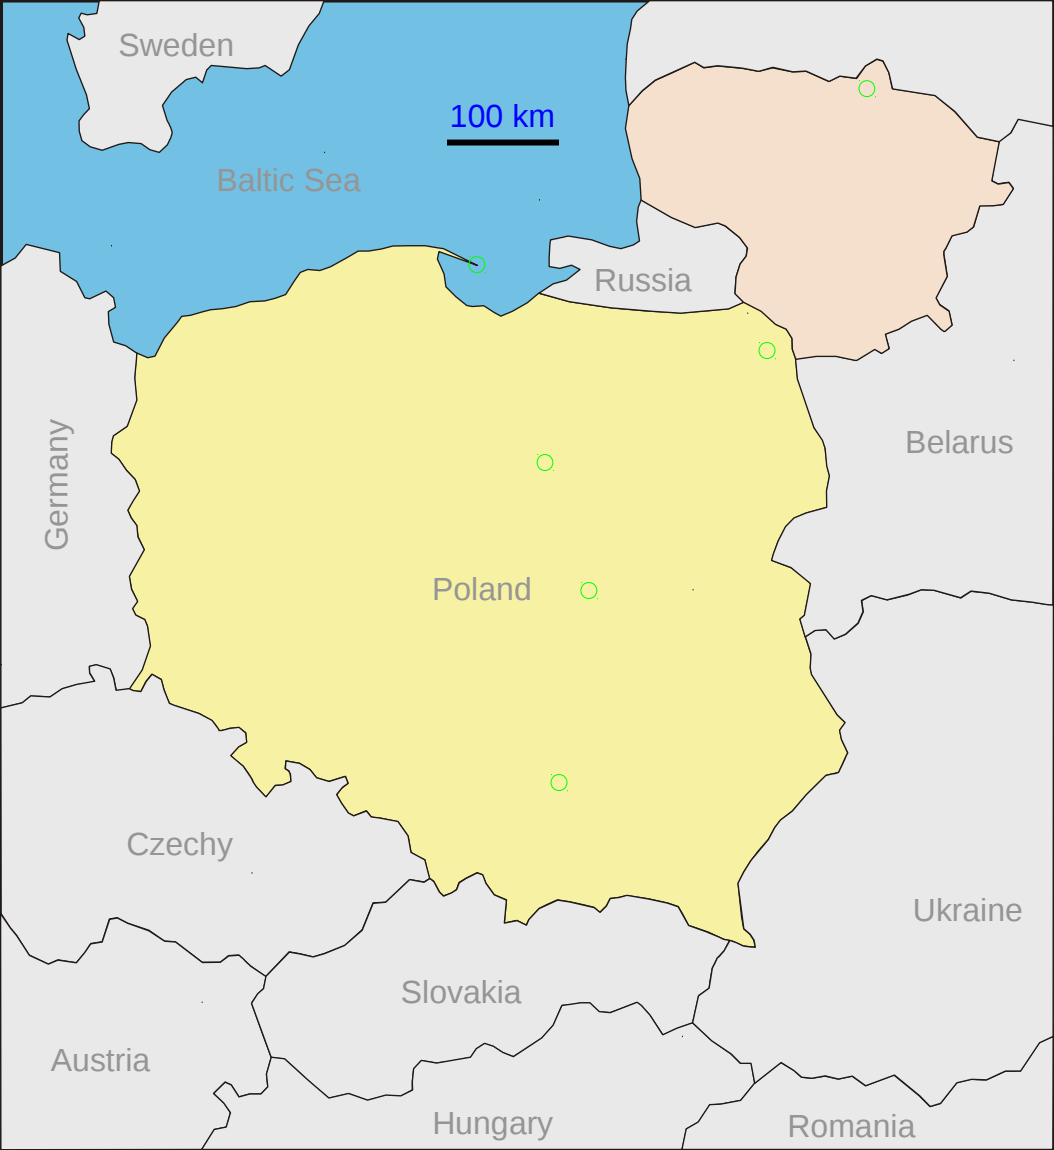 Sweden
100 km
Baltic Sea
Russia
Germany
Belarus
Poland
Czechy
Ukraine
Slovakia
Austria
Hungary
Romania